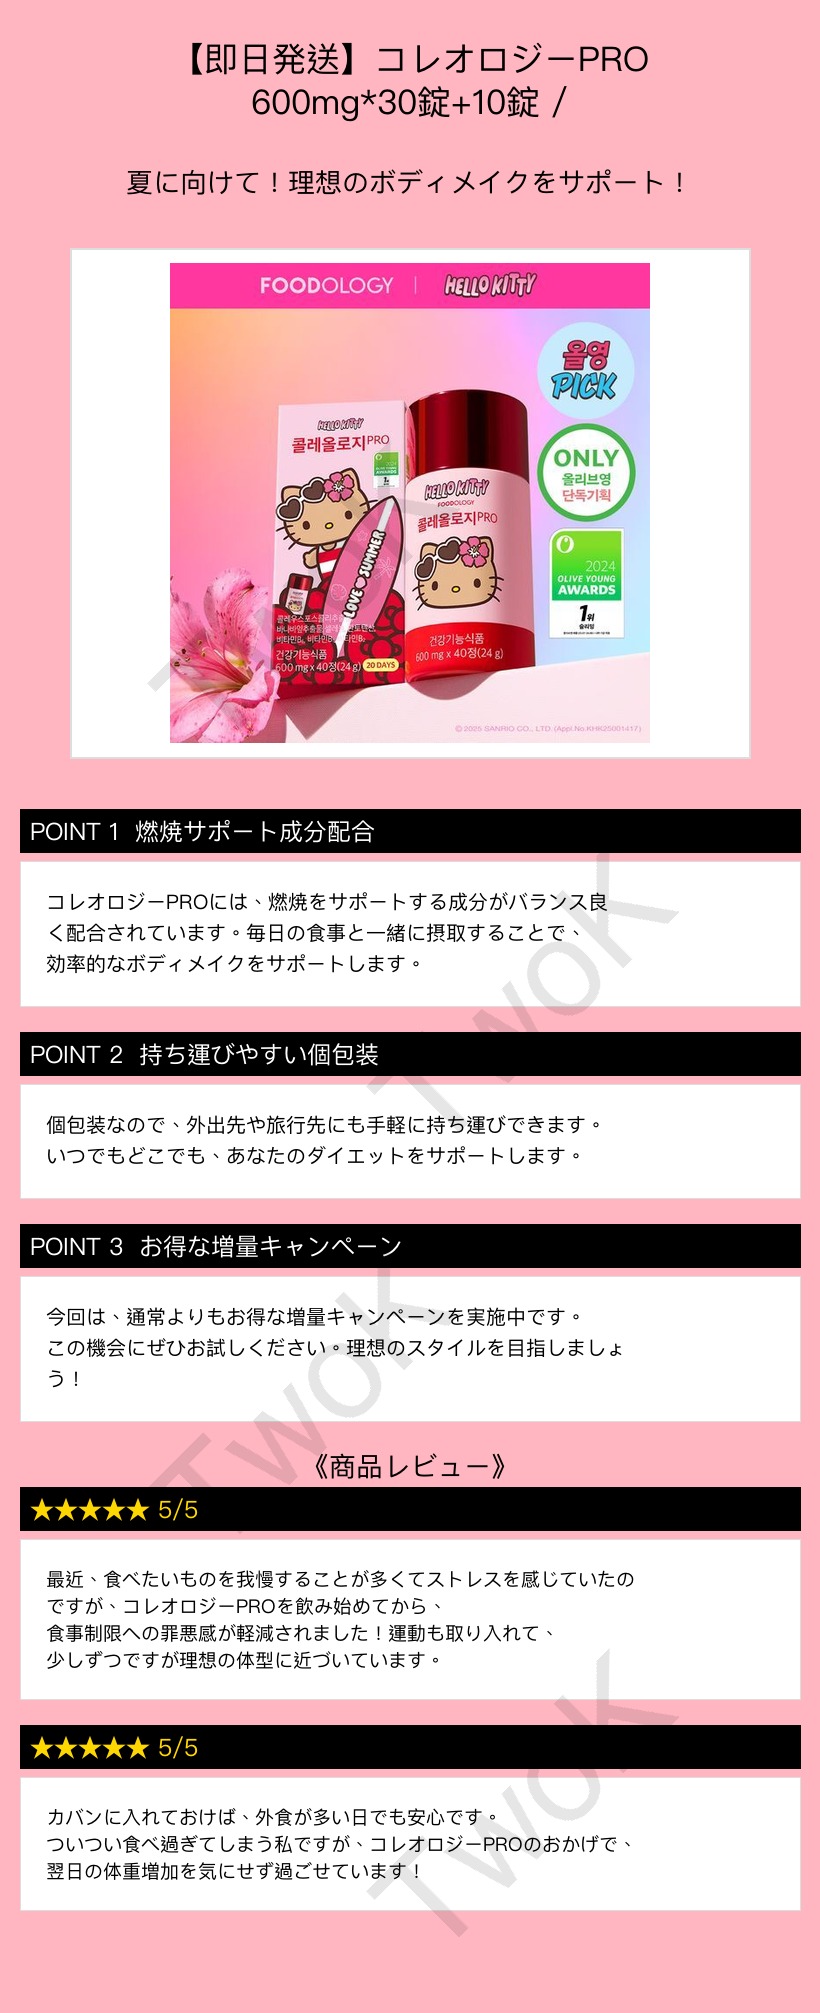 【即日発送】コレオロジーPRO
600mg*30錠+10錠 /
夏に向けて！理想のボディメイクをサポート！
FOODOLOGY | HELLO KITTY
올영
PICK
ONLY
올리브영
단독기획
2024
OLIVE YOUNG
AWARDS
1위
슬리밍
HELLO KITTY
콜레올로지PRO
OLIVE YOUNG
AWARDS
LOVE SUMMER
콜레우스포스콜리추출
비타민B₂, 비타민B
건강기능식품
600 mg x 40정(24 g) 20 DAYS
HELLO KITTY
FOODOLOGY
콜레올로지PRO
건강기능식품
600 mg x 40정(24 g)
© 2025 SANRIO CO., LTD. (Appl.No.KHK25001417)
POINT 1 燃焼サポート成分配合
コレオロジーPROには、燃焼をサポートする成分がバランス良
く配合されています。毎日の食事と一緒に摂取することで、
効率的なボディメイクをサポートします。
POINT 2 持ち運びやすい個包装
個包装なので、外出先や旅行先にも手軽に持ち運びできます。
いつでもどこでも、あなたのダイエットをサポートします。
POINT 3 お得な増量キャンペーン
今回は、通常よりもお得な増量キャンペーンを実施中です。
この機会にぜひお試しください。理想のスタイルを目指しましょ
う！
《商品レビュー》
★★★★★ 5/5
最近、食べたいものを我慢することが多くてストレスを感じていたの
ですが、コレオロジーPROを飲み始めてから、
食事制限への罪悪感が軽減されました！運動も取り入れて、
少しずつですが理想の体型に近づいています。
★★★★★ 5/5
カバンに入れておけば、外食が多い日でも安心です。
ついつい食べ過ぎてしまう私ですが、コレオロジーPROのおかげで、
翌日の体重増加を気にせず過ごせています！
TwoK
TwoK
TwoK
TwoK